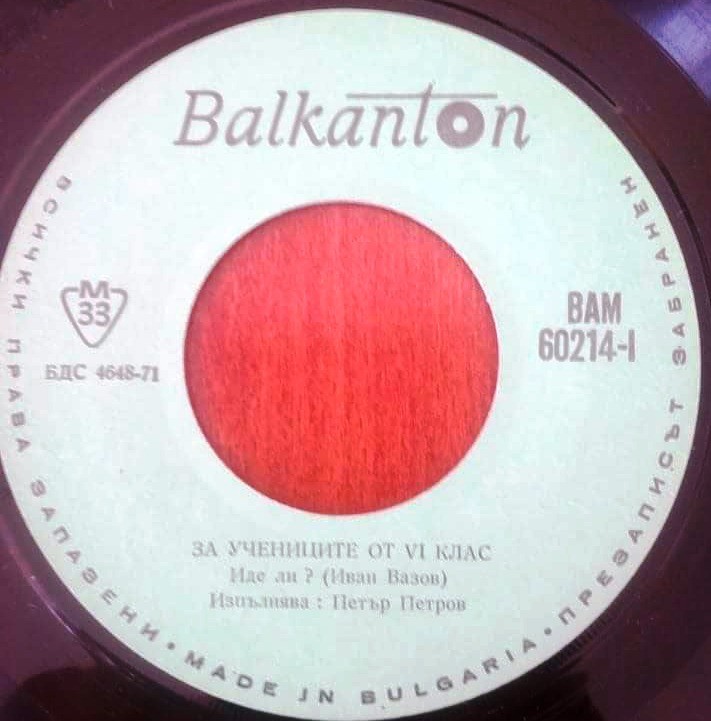 Balkanton
M
33
БДС 4648-71
ВАМ
60214-I
ЗА УЧЕНИЦИТЕ ОТ VI КЛАС
Иде ли ? (Иван Вазов)
Изпълнява : Петър Петров
ВСИЧКИ ПРАВА ЗАПАЗЕНИ • MADE IN BULGARIA • ПРЕЗАПИСЪТ ЗАБРАНЕН